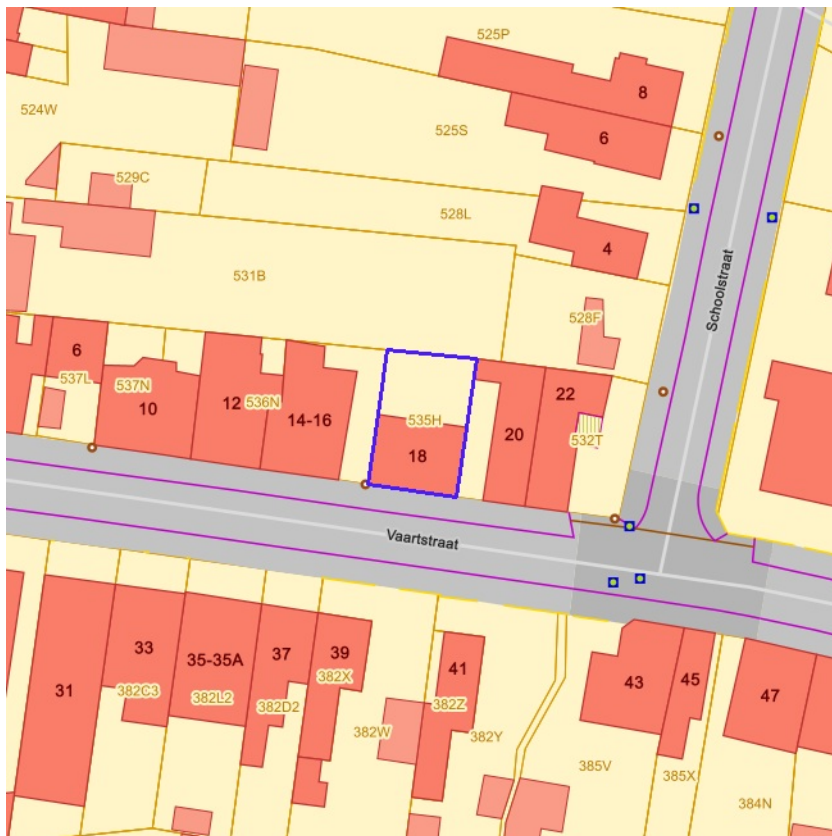 525P
8
524W
525S
6
529C
528L
4
531B
Schoolstraat
528F
6
537L
537N
10
12
536N
14-16
22
535H
18
20
532T
Vaartstraat
33
35-35A
37
39
41
31
382C3
382L2
382D2
382X
382W
382Z
382Y
43
45
47
385V
385X
384N